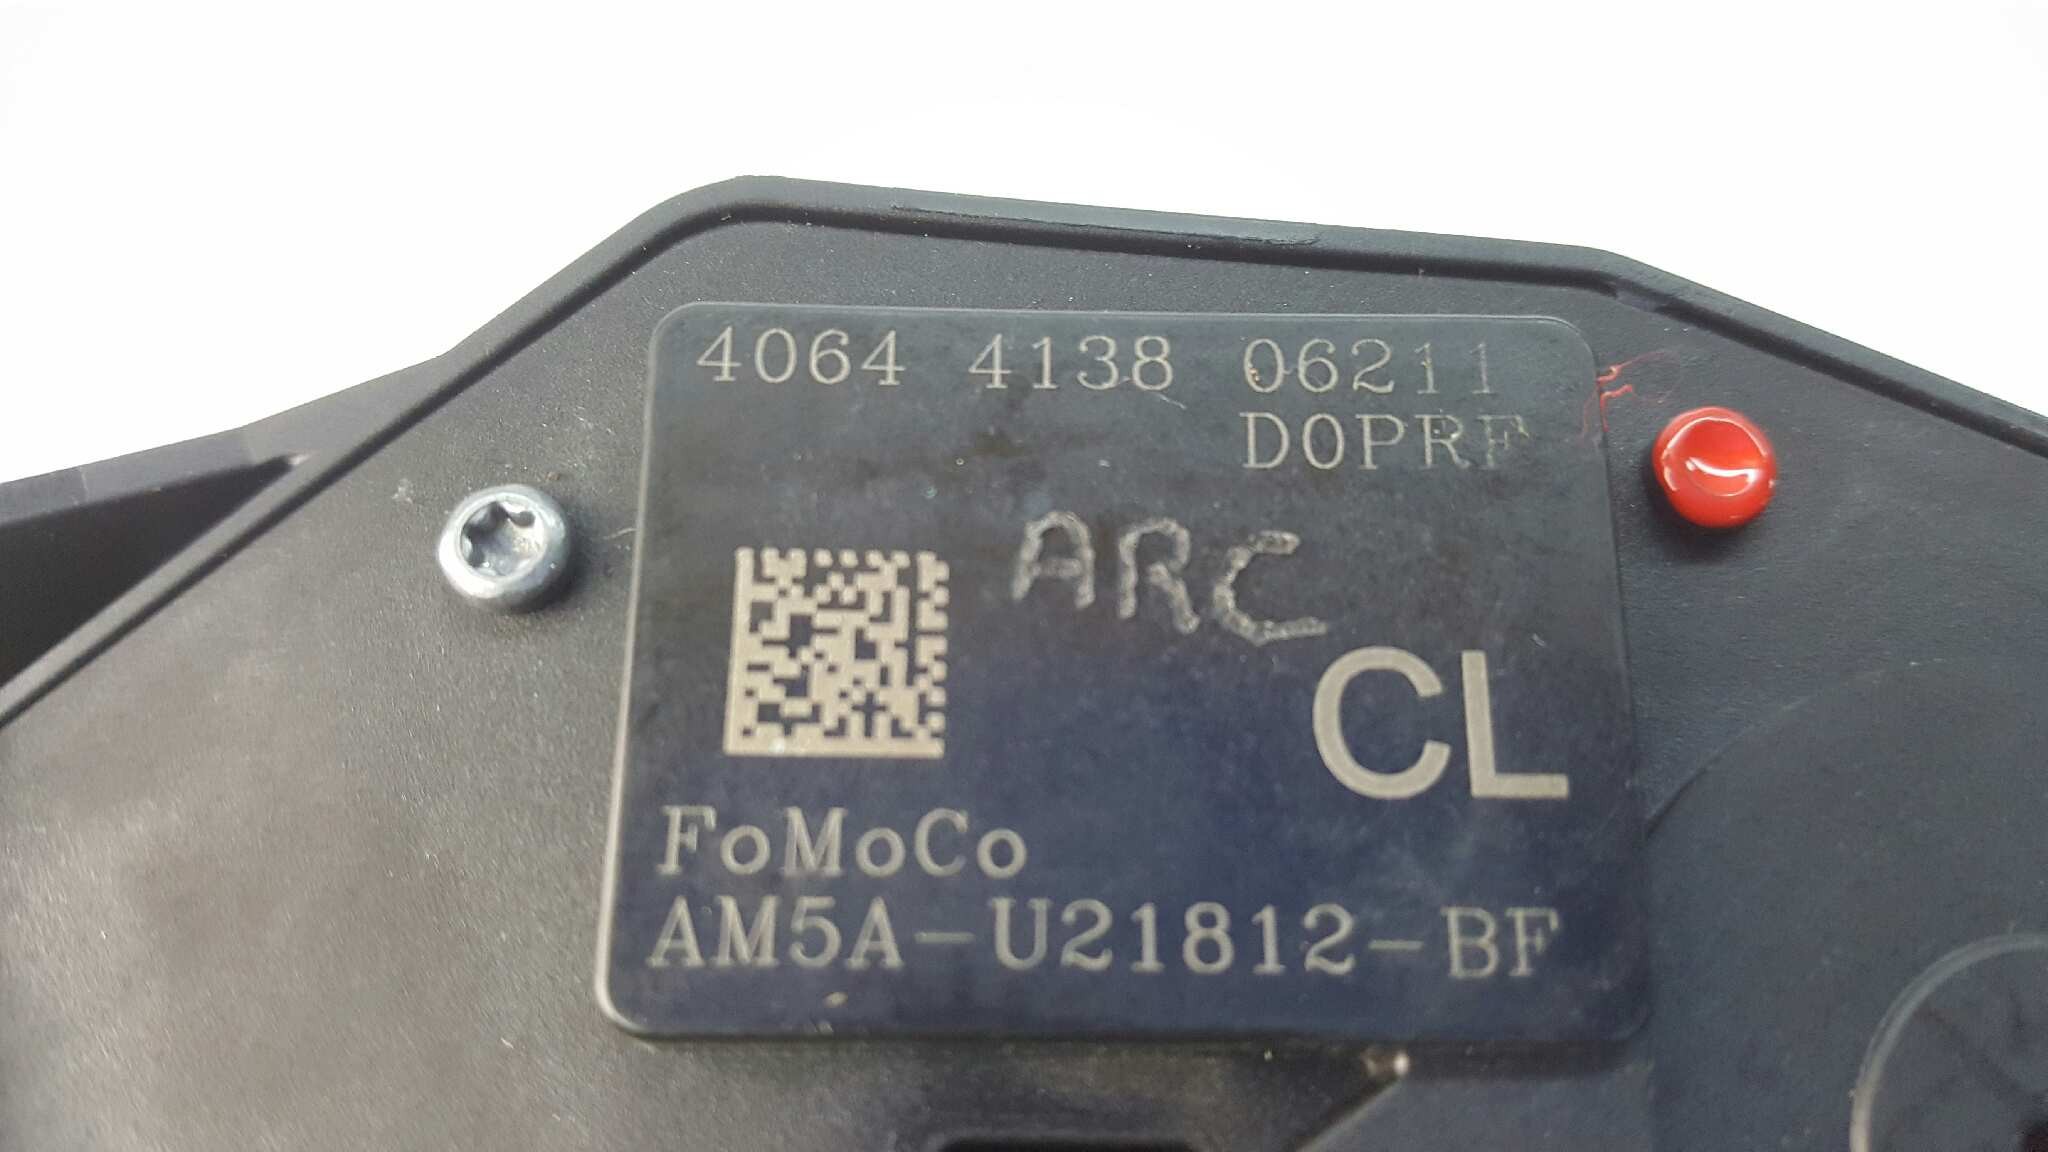 4064 4138 06211
D0PRF
ARC
CL
FoMoCo
AM5A-U21812-BF